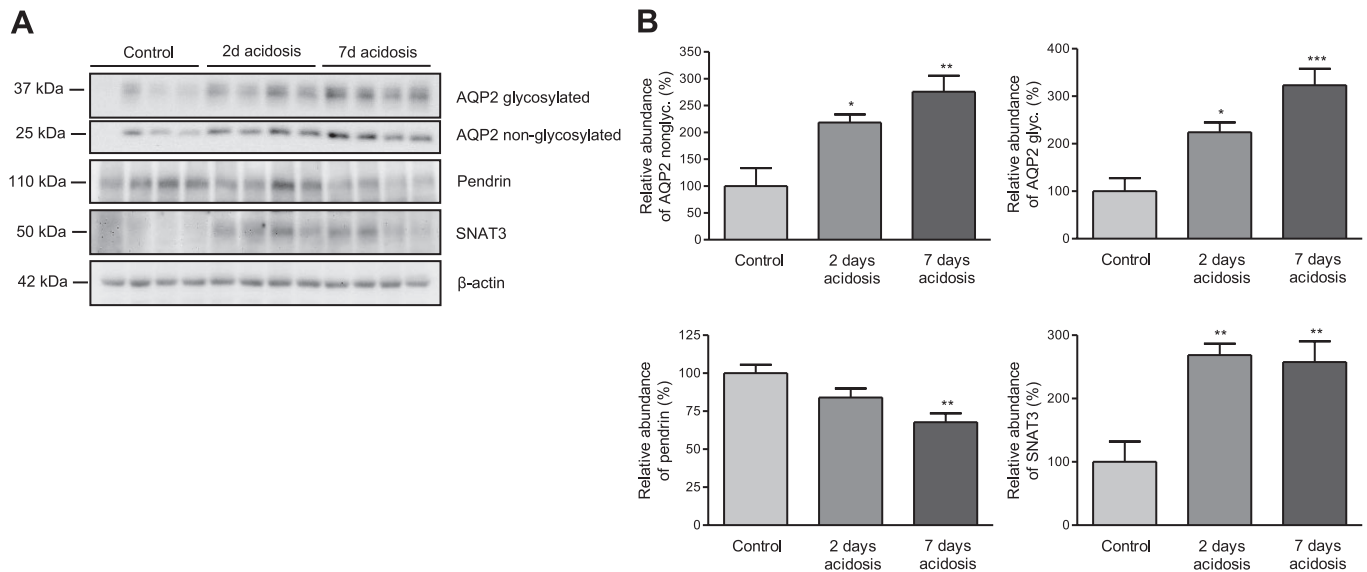 A
Control 2d acidosis 7d acidosis
37 kDa
AQP2 glycosylated
25 kDa
AQP2 non-glycosylated
110 kDa
Pendrin
50 kDa
SNAT3
42 kDa
β-actin
B
Relative abundance
of AQP2 nonglyc. (%)
350
300
250
200
150
100
50
0
*
**
Control
2 days
acidosis
7 days
acidosis
Relative abundance
of AQP2 glyc. (%)
400
300
200
100
0
*
***
Control
2 days
acidosis
7 days
acidosis
Relative abundance
of pendrin (%)
125
100
75
50
25
0
**
Control
2 days
acidosis
7 days
acidosis
Relative abundance
of SNAT3 (%)
300
200
100
0
**
**
Control
2 days
acidosis
7 days
acidosis